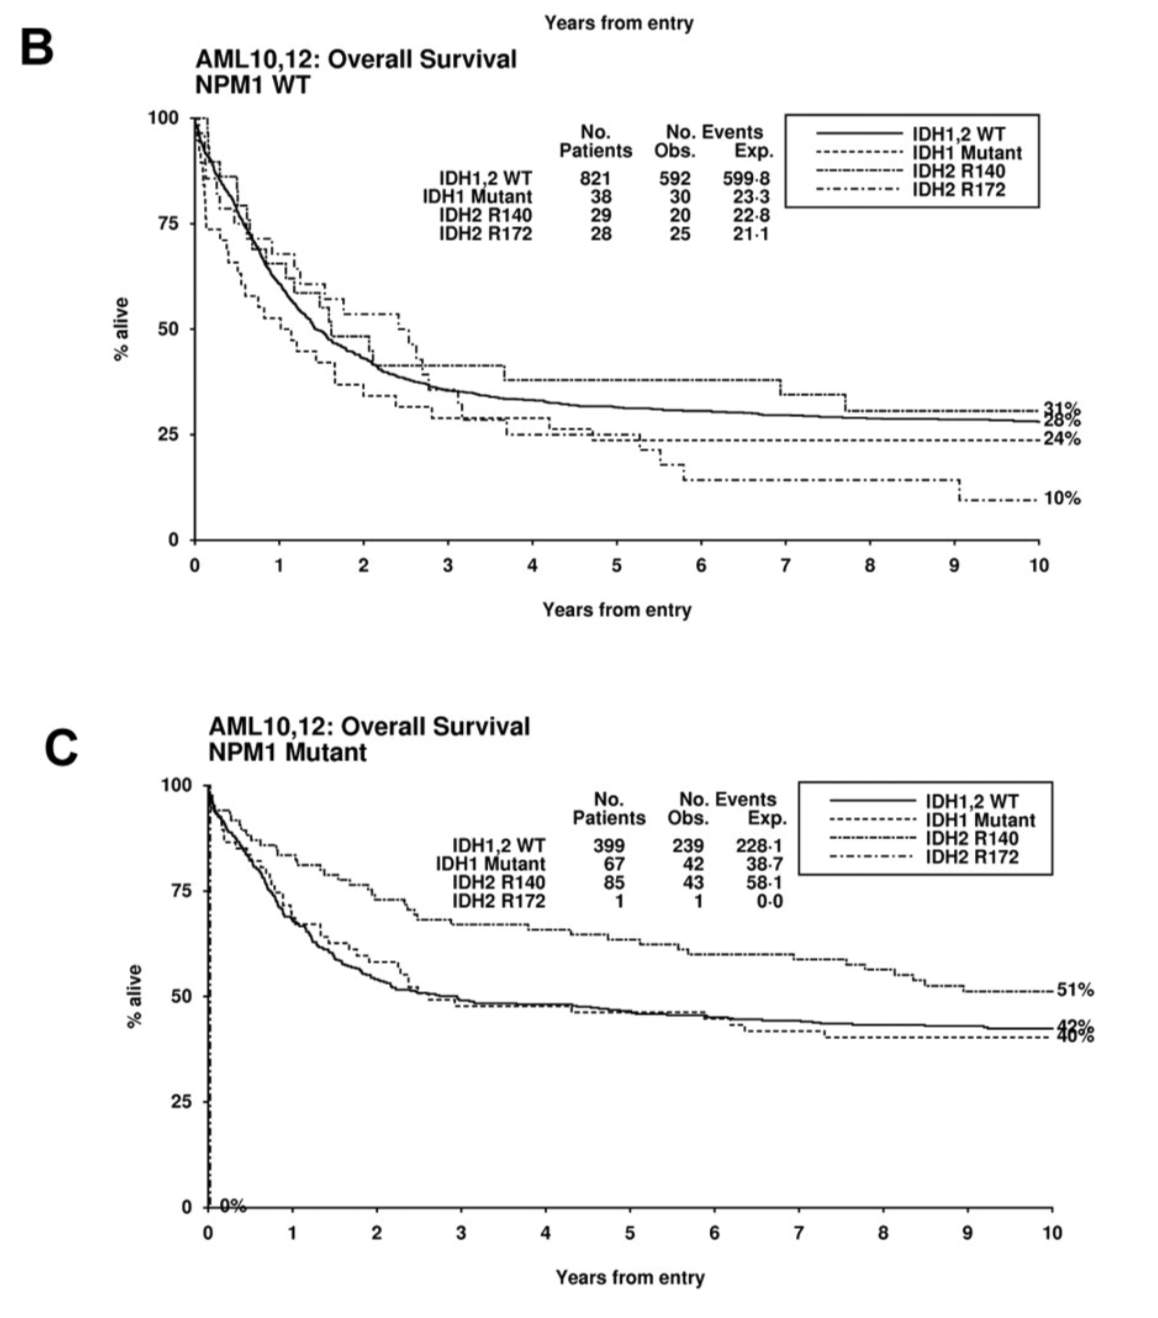 Years from entry
B
AML10,12: Overall Survival
NPM1 WT
100
75
50
25
0
% alive
No. No. Events
Patients Obs. Exp.
IDH1,2 WT 821 592 599·8
IDH1 Mutant 38 30 23·3
IDH2 R140 29 20 22·8
IDH2 R172 28 25 21·1
IDH1,2 WT
IDH1 Mutant
IDH2 R140
IDH2 R172
31%
28%
24%
10%
0 1 2 3 4 5 6 7 8 9 10
Years from entry
C
AML10,12: Overall Survival
NPM1 Mutant
100
75
50
25
0
% alive
No. No. Events
Patients Obs. Exp.
IDH1,2 WT 399 239 228·1
IDH1 Mutant 67 42 38·7
IDH2 R140 85 43 58·1
IDH2 R172 1 1 0·0
IDH1,2 WT
IDH1 Mutant
IDH2 R140
IDH2 R172
51%
42%
40%
0%
0 1 2 3 4 5 6 7 8 9 10
Years from entry